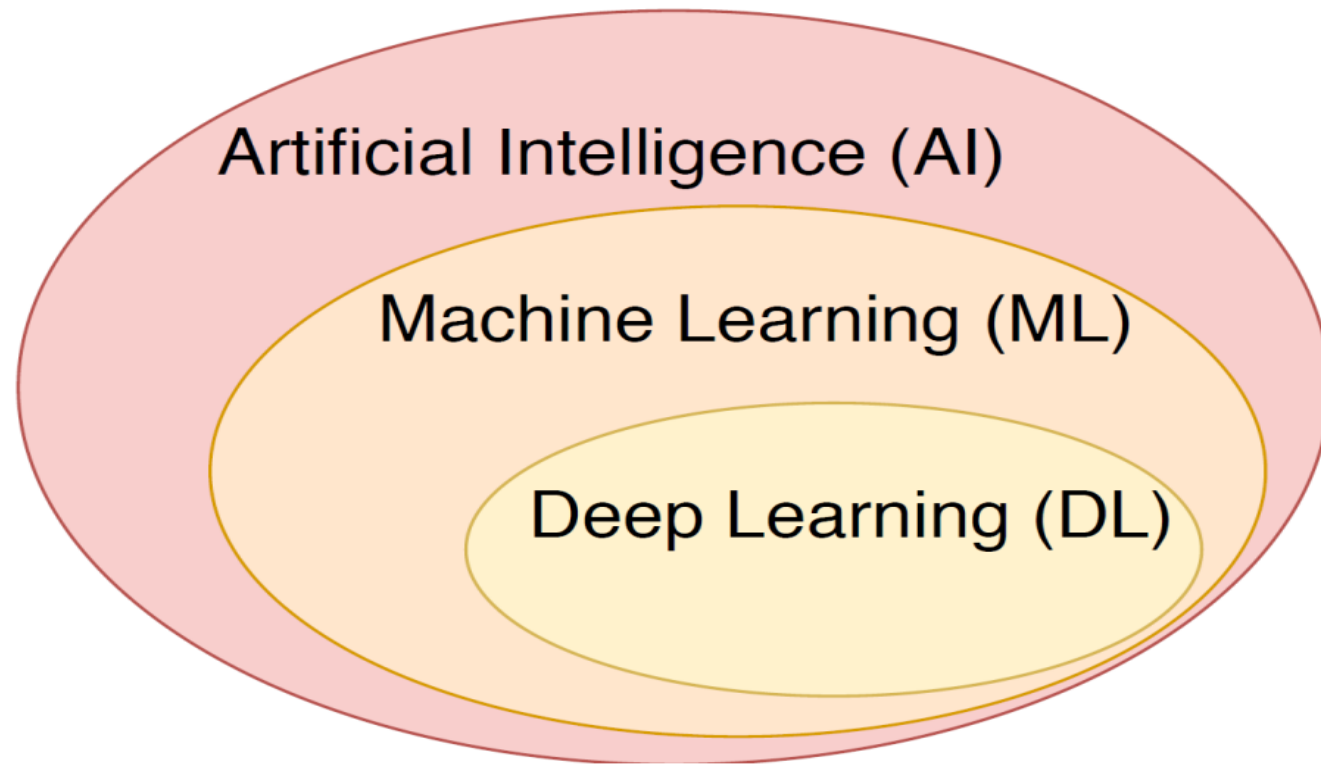 Artificial Intelligence (AI)
Machine Learning (ML)
Deep Learning (DL)